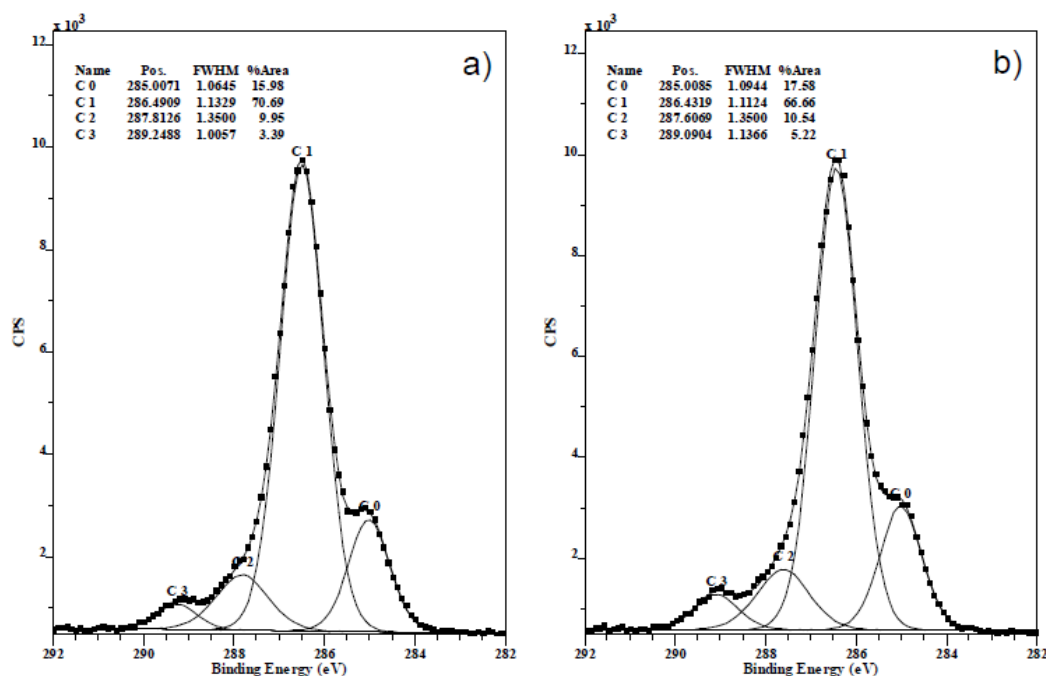 x 10³
a)
12
Name Pos. FWHM %Area
C 0 285.0071 1.0645 15.98
C 1 286.4909 1.1329 70.69
C 2 287.8126 1.3500 9.95
C 3 289.2488 1.0057 3.39
C 1
10
8
CPS
6
4
C 0
2
C 2
C 3
292 290 288 286 284 282
Binding Energy (eV)
x 10³
b)
12
Name Pos. FWHM %Area
C 0 285.0085 1.0944 17.58
C 1 286.4319 1.1124 66.66
C 2 287.6069 1.3500 10.54
C 3 289.0904 1.1366 5.22
C 1
10
8
CPS
6
4
C 0
2
C 2
C 3
292 290 288 286 284 282
Binding Energy (eV)